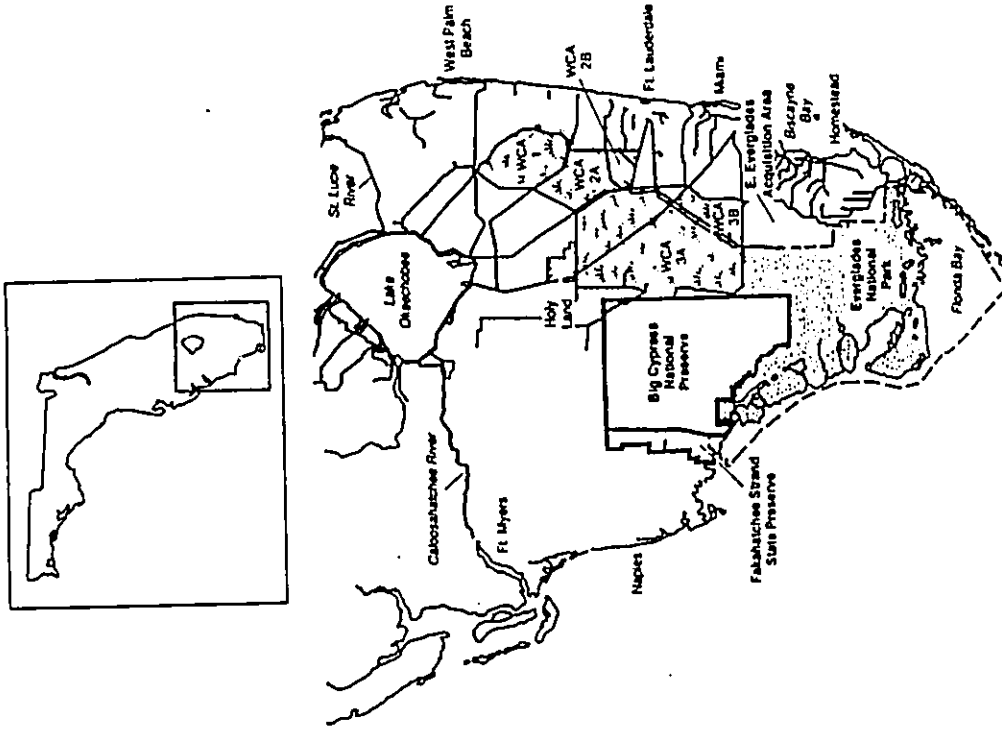 West Palm
Beach
St. Lucie
River
Lake
Okeechobee
Caloosahatchee River
Ft. Myers
Holy
Land
WCA
1
WCA
2A
WCA
2B
Ft. Lauderdale
WCA
3A
WCA
3B
Miami
E. Everglades
Acquisition Area
Biscayne
Bay
Homestead
Big Cypress
National
Preserve
Everglades
National
Park
Florida Bay
Naples
Fakahatchee Strand
State Preserve